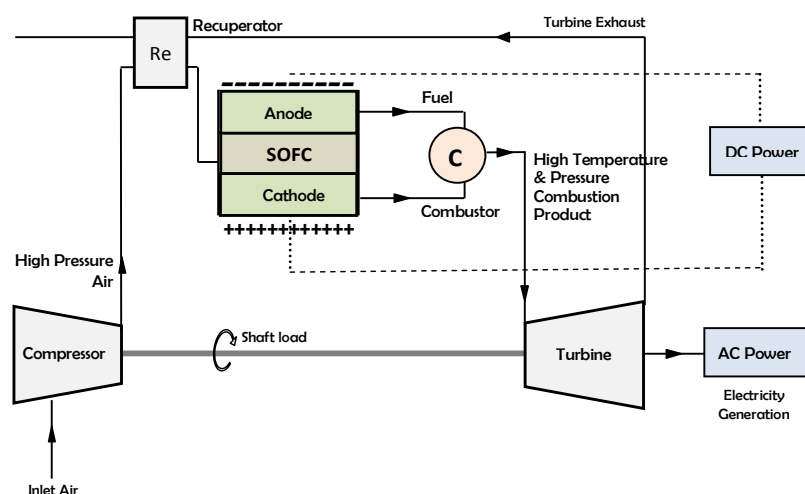 Recuperator
Turbine Exhaust
Re
Anode
Fuel
SOFC
C
DC Power
High Temperature
& Pressure
Combustion
Product
Cathode
Combustor
++++++++++++
High Pressure
Air
Shaft load
Compressor
Turbine
AC Power
Electricity
Generation
Inlet Air